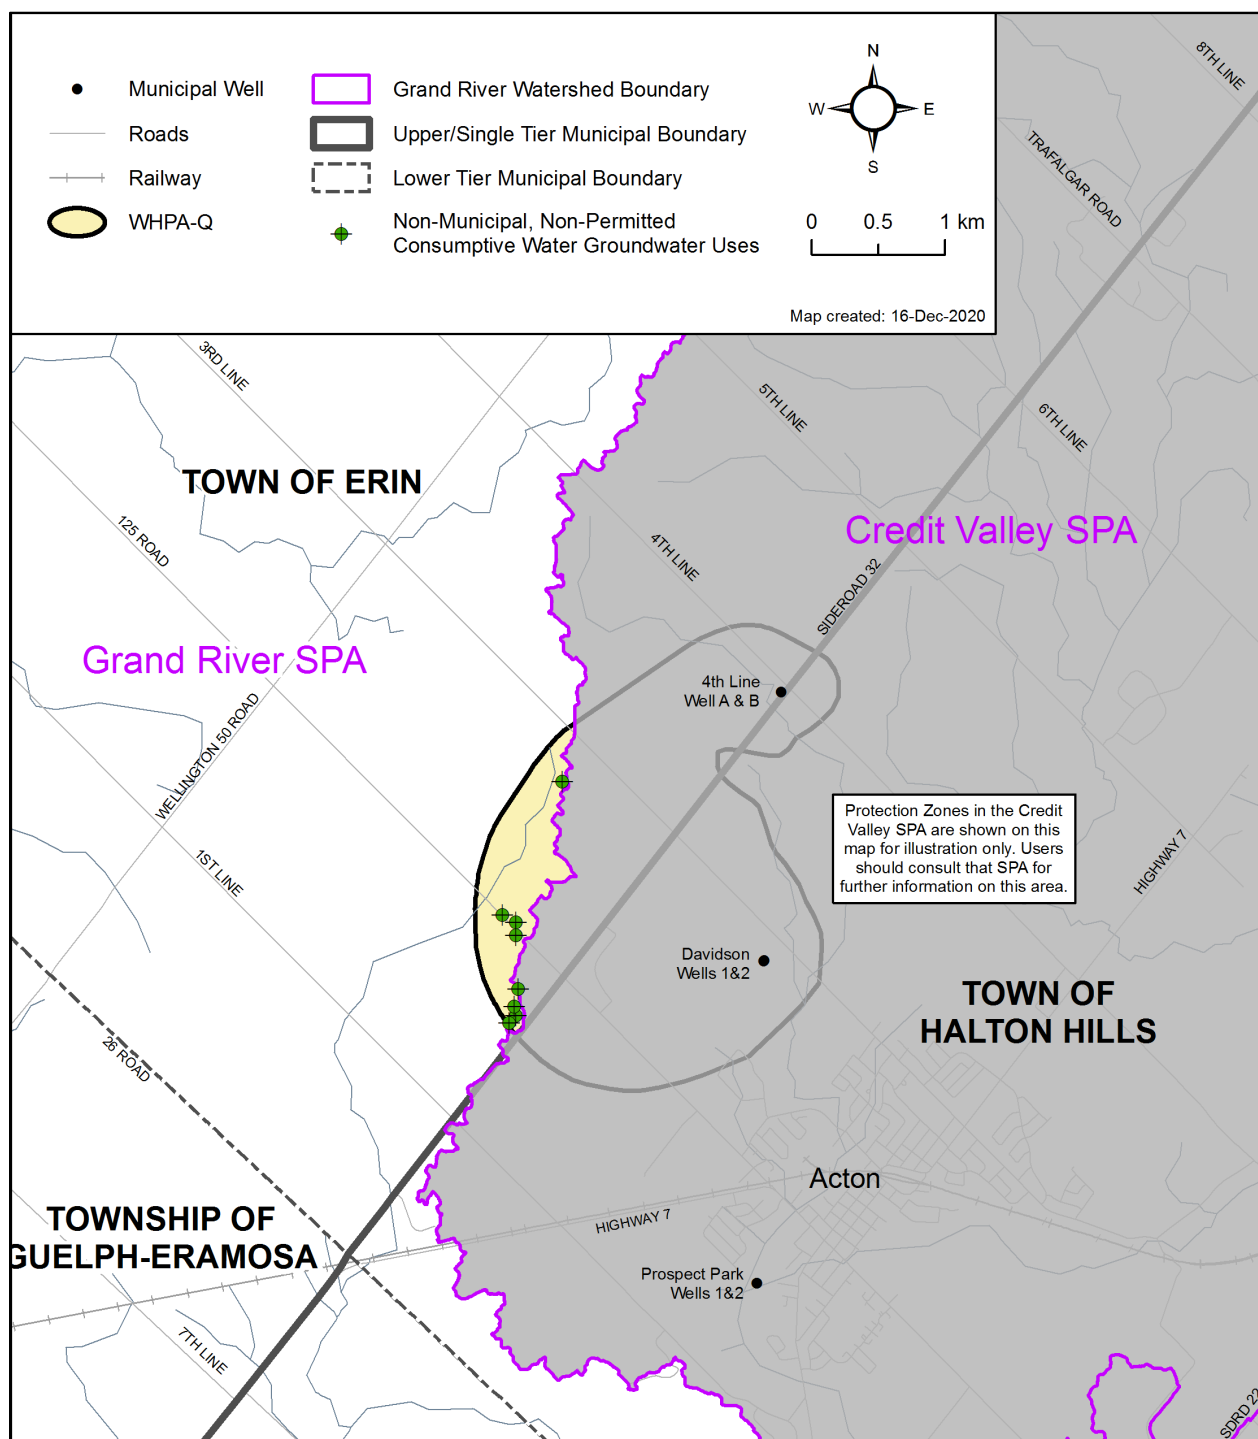 Municipal Well
Roads
Railway
WHPA-Q
Grand River Watershed Boundary
Upper/Single Tier Municipal Boundary
Lower Tier Municipal Boundary
Non-Municipal, Non-Permitted
Consumptive Water Groundwater Uses
N
W
E
S
0 0.5 1 km
Map created: 16-Dec-2020
8TH LINE
TRAFALGAR ROAD
3RD LINE
5TH LINE
6TH LINE
TOWN OF ERIN
125 ROAD
4TH LINE
Credit Valley SPA
SIDEROAD 32
Grand River SPA
4th Line
Well A & B
WELLINGTON 50 ROAD
Protection Zones in the Credit
Valley SPA are shown on this
map for illustration only. Users
should consult that SPA for
further information on this area.
HIGHWAY 7
1ST LINE
Davidson
Wells 1&2
TOWN OF
HALTON HILLS
26 ROAD
Acton
TOWNSHIP OF
GUELPH-ERAMOSA
HIGHWAY 7
Prospect Park
Wells 1&2
7TH LINE
SDRD 22